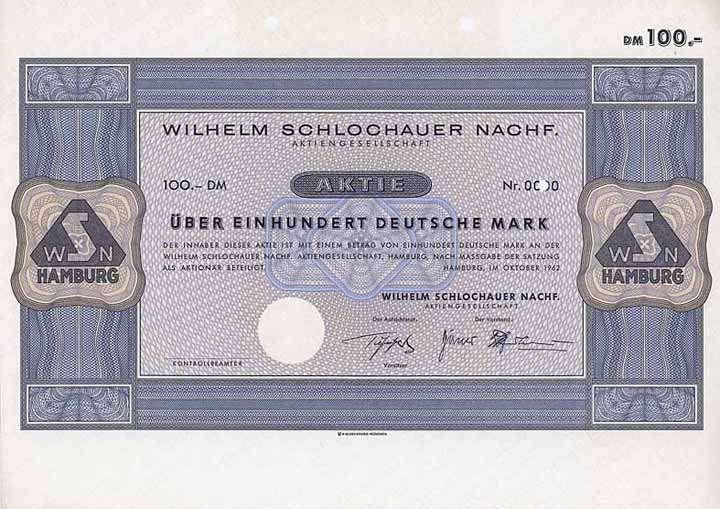 DM 100,-
WILHELM SCHLOCHAUER NACHF.
AKTIENGESELLSCHAFT
100.— DM AKTIE Nr. 0000
ÜBER EINHUNDERT DEUTSCHE MARK
DER INHABER DIESER AKTIE IST MIT EINEM BETRAG VON EINHUNDERT DEUTSCHE MARK AN DER
WILHELM SCHLOCHAUER NACHF. AKTIENGESELLSCHAFT, HAMBURG, NACH MASSGABE DER SATZUNG
ALS AKTIONÄR BETEILIGT. HAMBURG, IM OKTOBER 1962
WILHELM SCHLOCHAUER NACHF.
AKTIENGESELLSCHAFT
Der Aufsichtsrat: Der Vorstand:
Vorsitzer
KONTROLLBEAMTER
S
W N
HAMBURG
S
W N
HAMBURG